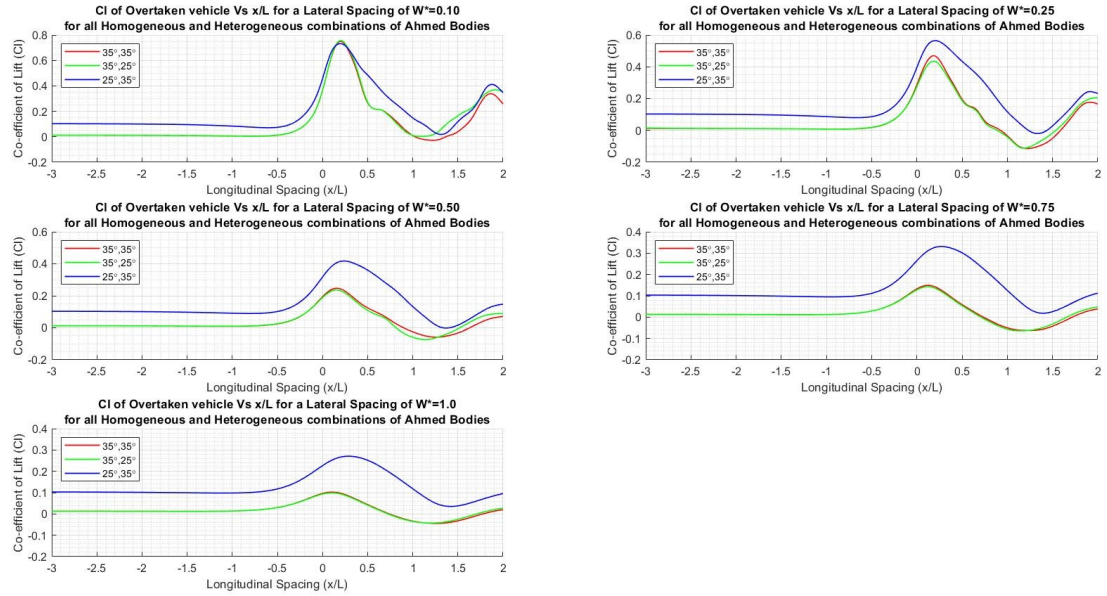 Cl of Overtaken vehicle Vs x/L for a Lateral Spacing of W*=0.10
for all Homogeneous and Heterogeneous combinations of Ahmed Bodies
0.8
0.6
0.4
0.2
0
-0.2
Co-efficient of Lift (Cl)
35°,35°
35°,25°
25°,35°
-3 -2.5 -2 -1.5 -1 -0.5 0 0.5 1 1.5 2
Longitudinal Spacing (x/L)
Cl of Overtaken vehicle Vs x/L for a Lateral Spacing of W*=0.25
for all Homogeneous and Heterogeneous combinations of Ahmed Bodies
0.6
0.4
0.2
0
-0.2
Co-efficient of Lift (Cl)
35°,35°
35°,25°
25°,35°
-3 -2.5 -2 -1.5 -1 -0.5 0 0.5 1 1.5 2
Longitudinal Spacing (x/L)
Cl of Overtaken vehicle Vs x/L for a Lateral Spacing of W*=0.50
for all Homogeneous and Heterogeneous combinations of Ahmed Bodies
0.6
0.4
0.2
0
-0.2
Co-efficient of Lift (Cl)
35°,35°
35°,25°
25°,35°
-3 -2.5 -2 -1.5 -1 -0.5 0 0.5 1 1.5 2
Longitudinal Spacing (x/L)
Cl of Overtaken vehicle Vs x/L for a Lateral Spacing of W*=0.75
for all Homogeneous and Heterogeneous combinations of Ahmed Bodies
0.4
0.3
0.2
0.1
0
-0.1
-0.2
Co-efficient of Lift (Cl)
35°,35°
35°,25°
25°,35°
-3 -2.5 -2 -1.5 -1 -0.5 0 0.5 1 1.5 2
Longitudinal Spacing (x/L)
Cl of Overtaken vehicle Vs x/L for a Lateral Spacing of W*=1.0
for all Homogeneous and Heterogeneous combinations of Ahmed Bodies
0.4
0.3
0.2
0.1
0
-0.1
-0.2
Co-efficient of Lift (Cl)
35°,35°
35°,25°
25°,35°
-3 -2.5 -2 -1.5 -1 -0.5 0 0.5 1 1.5 2
Longitudinal Spacing (x/L)